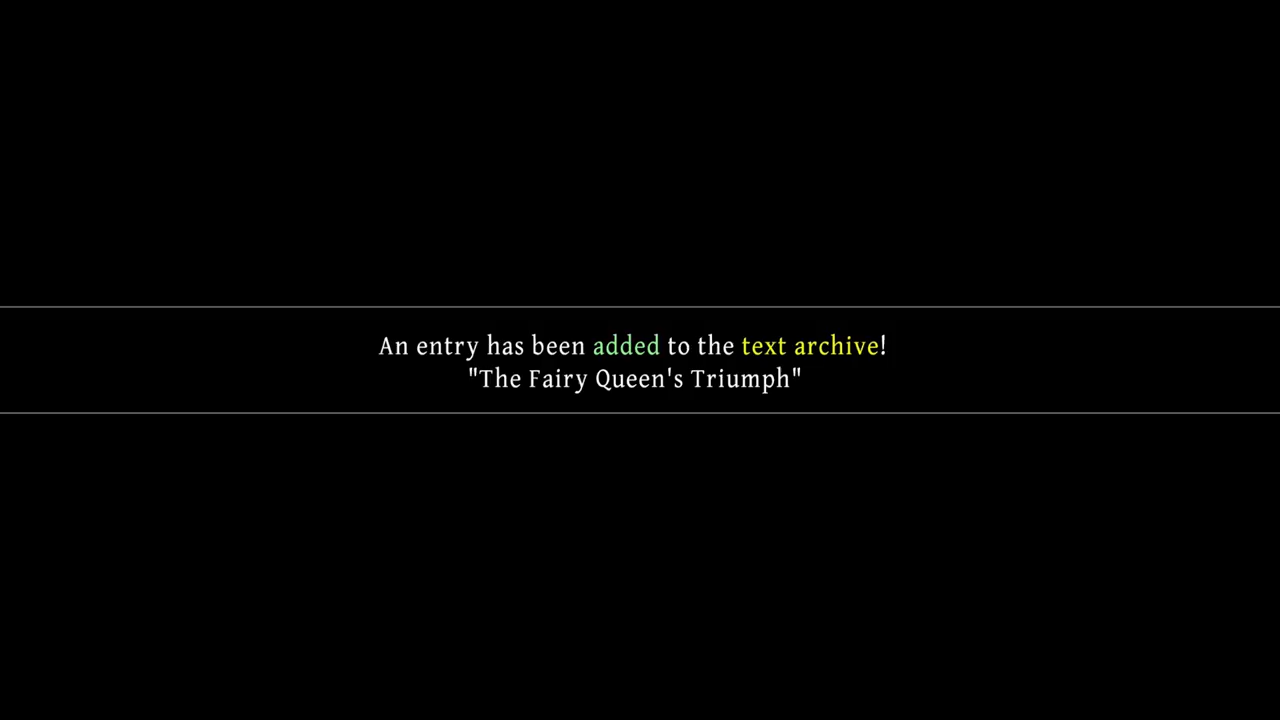 An entry has been added to the text archive!
"The Fairy Queen's Triumph"